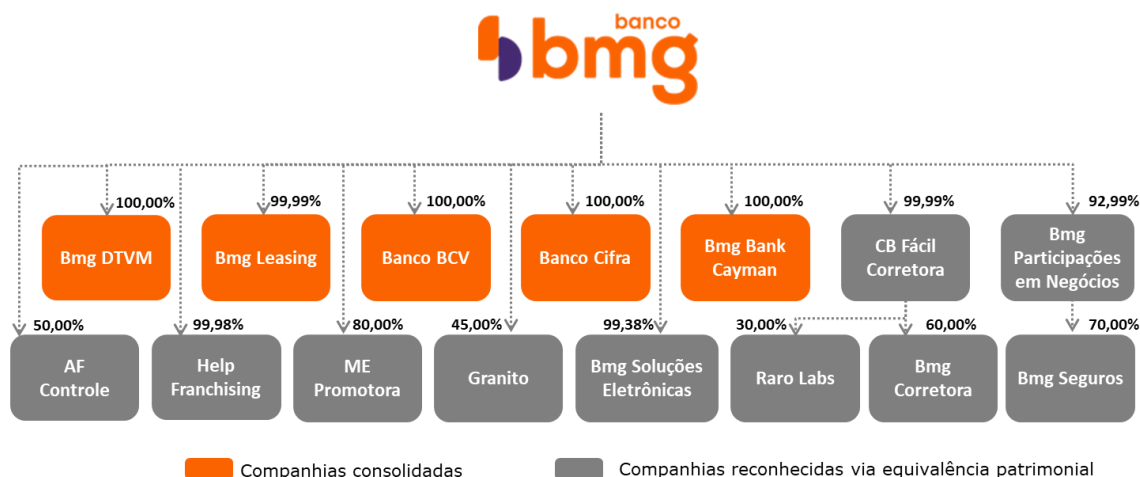 banco
bmg
100,00%
99,99%
100,00%
100,00%
100,00%
99,99%
92,99%
Bmg DTVM
Bmg Leasing
Banco BCV
Banco Cifra
Bmg Bank
Cayman
CB Fácil
Corretora
Bmg
Participações
em Negócios
50,00%
99,98%
80,00%
45,00%
99,38%
30,00%
60,00%
70,00%
AF
Controle
Help
Franchising
ME
Promotora
Granito
Bmg Soluções
Eletrônicas
Raro Labs
Bmg
Corretora
Bmg Seguros
Companhias consolidadas
Companhias reconhecidas via equivalência patrimonial